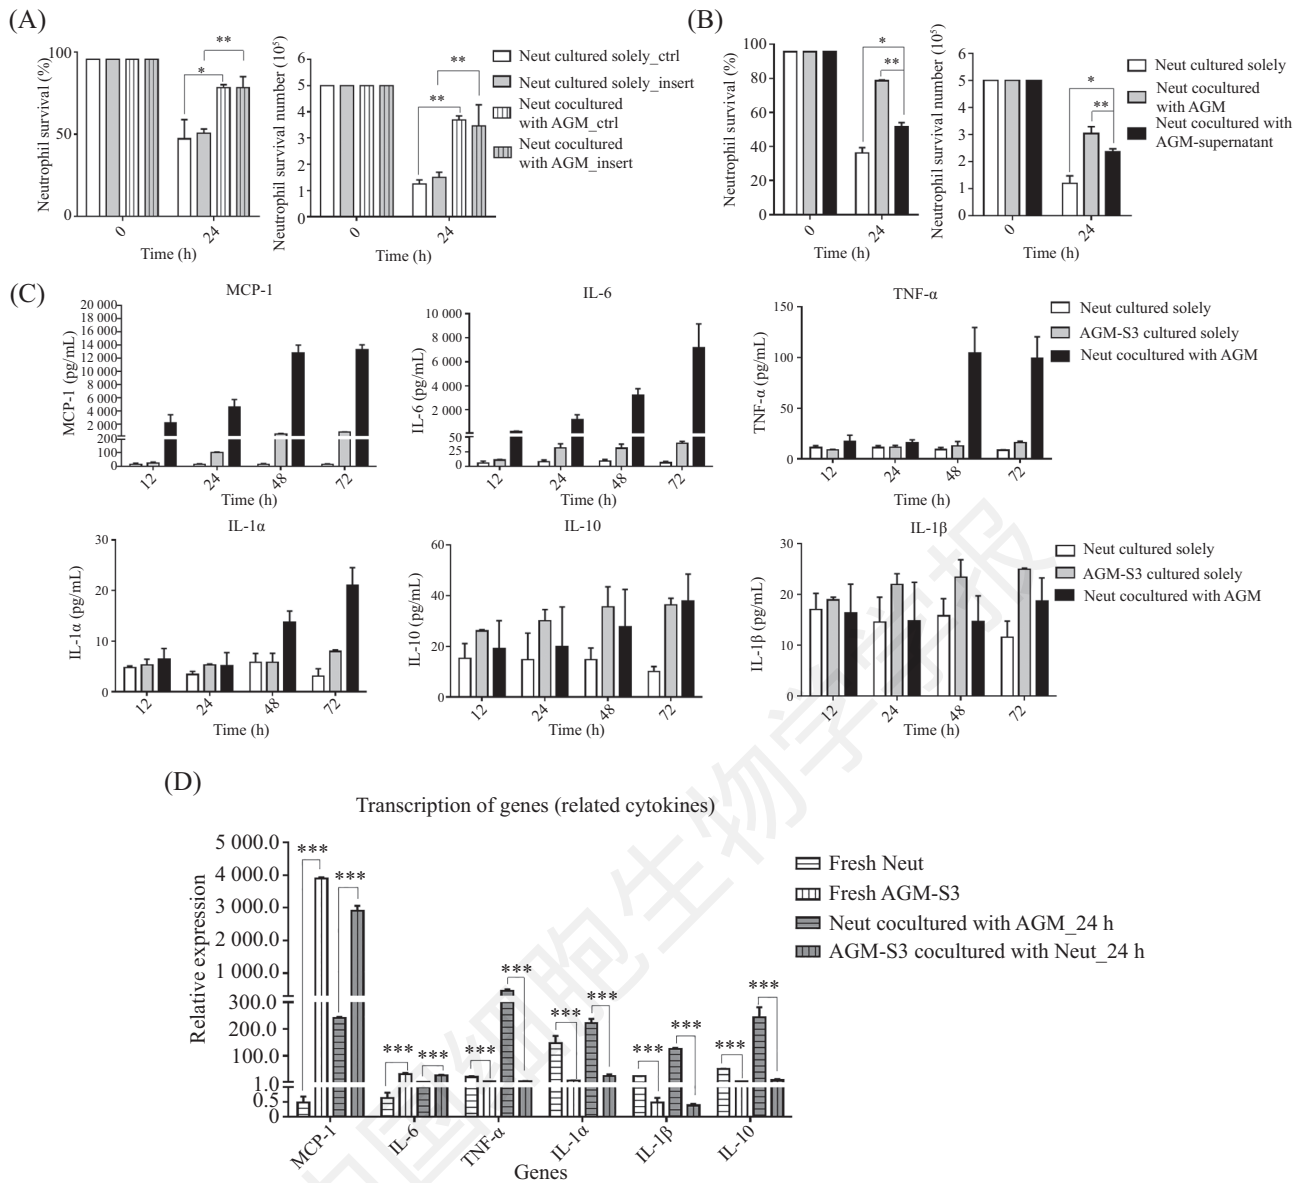 (A)
Neutrophil survival (%)
100
50
0
*
**
0
24
Time (h)
Neutrophil survival number (10⁵)
6
5
4
3
2
1
0
**
**
0
24
Time (h)
Neut cultured solely_ctrl
Neut cultured solely_insert
Neut cocultured
with AGM_ctrl
Neut cocultured
with AGM_insert
(B)
Neutrophil survival (%)
100
80
60
40
20
0
*
**
0
24
Time (h)
Neutrophil survival number (10⁵)
6
5
4
3
2
1
0
*
**
0
24
Time (h)
Neut cultured solely
Neut cocultured
with AGM
Neut cocultured with
AGM-supernatant
(C)
MCP-1
MCP-1 (pg/mL)
20 000
18 000
16 000
14 000
12 000
10 000
8 000
6 000
4 000
2 000
200
100
0
12
24
48
72
Time (h)
IL-6
IL-6 (pg/mL)
10 000
8 000
6 000
4 000
2 000
50
25
0
12
24
48
72
Time (h)
TNF-α
TNF-α (pg/mL)
150
100
50
0
12
24
48
72
Time (h)
Neut cultured solely
AGM-S3 cultured solely
Neut cocultured with AGM
IL-1α
IL-1α (pg/mL)
30
20
10
0
12
24
48
72
Time (h)
IL-10
IL-10 (pg/mL)
60
40
20
0
12
24
48
72
Time (h)
IL-1β
IL-1β (pg/mL)
30
20
10
0
12
24
48
72
Time (h)
Neut cultured solely
AGM-S3 cultured solely
Neut cocultured with AGM
(D)
Transcription of genes (related cytokines)
Relative expression
5 000.0
4 000.0
3 000.0
2 000.0
1 000.0
300.0
200.0
100.0
1.0
1.0
0.5
0
***
***
***
***
***
***
***
***
***
***
***
***
MCP-1
IL-6
TNF-α
IL-1α
IL-1β
IL-10
Genes
Fresh Neut
Fresh AGM-S3
Neut cocultured with AGM_24 h
AGM-S3 cocultured with Neut_24 h
中国细胞生物学学报